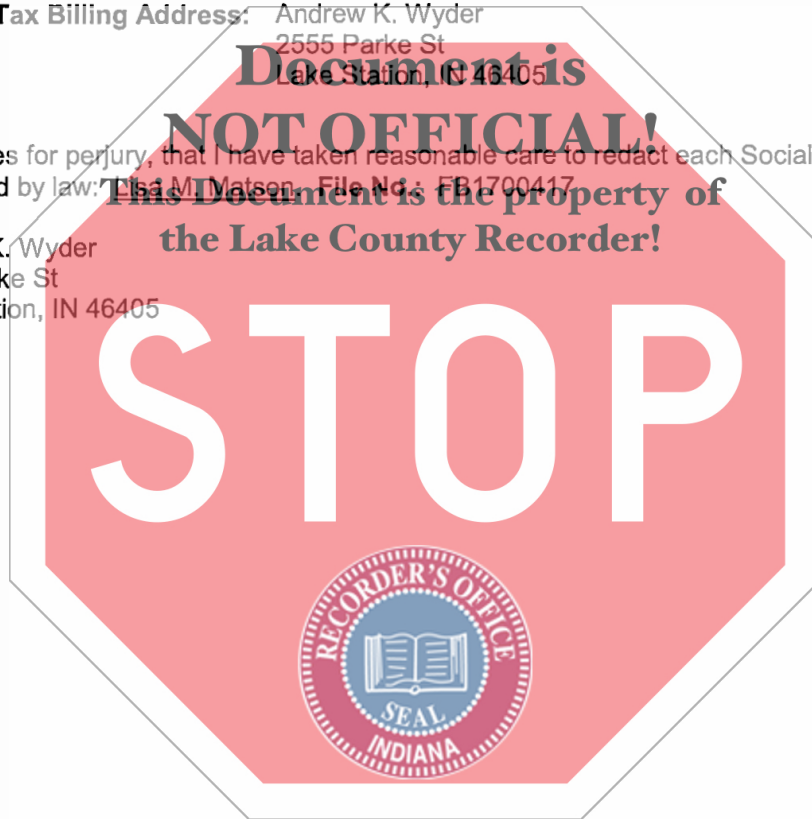 Tax Billing Address: Andrew K. Wyder
2555 Parke St
Lake Station, IN 46405
Document is
NOT OFFICIAL!
es for perjury, that I have taken reasonable care to redact each Social
d by law: Lisa M. Matson, File No.: FB1700417
This Document is the property of
the Lake County Recorder!
K. Wyder
ke St
tion, IN 46405
STOP
RECORDER'S OFFICE
SEAL
INDIANA